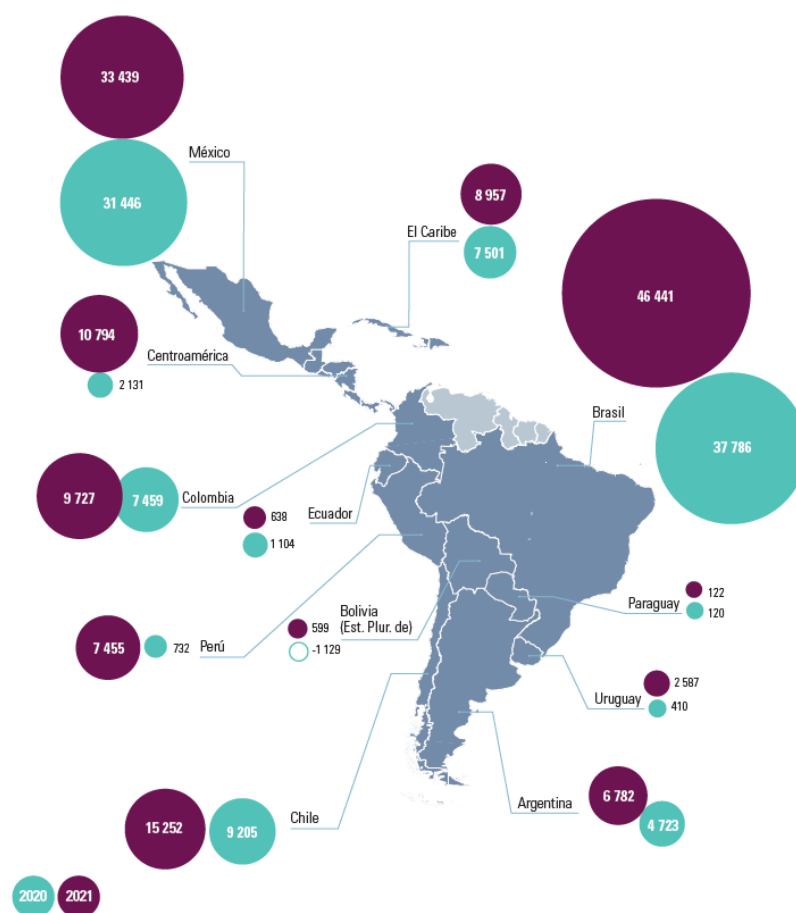 33 439
México
31 446
8 957
El Caribe
7 501
46 441
10 794
Centroamérica
2 131
Brasil
37 786
9 727
7 459
Colombia
638
Ecuador
1 104
122
Paraguay
120
599
Bolivia
(Est. Plur. de)
-1 129
7 455
732
Perú
2 587
Uruguay
410
6 782
Argentina
4 723
15 252
9 205
Chile
2020
2021